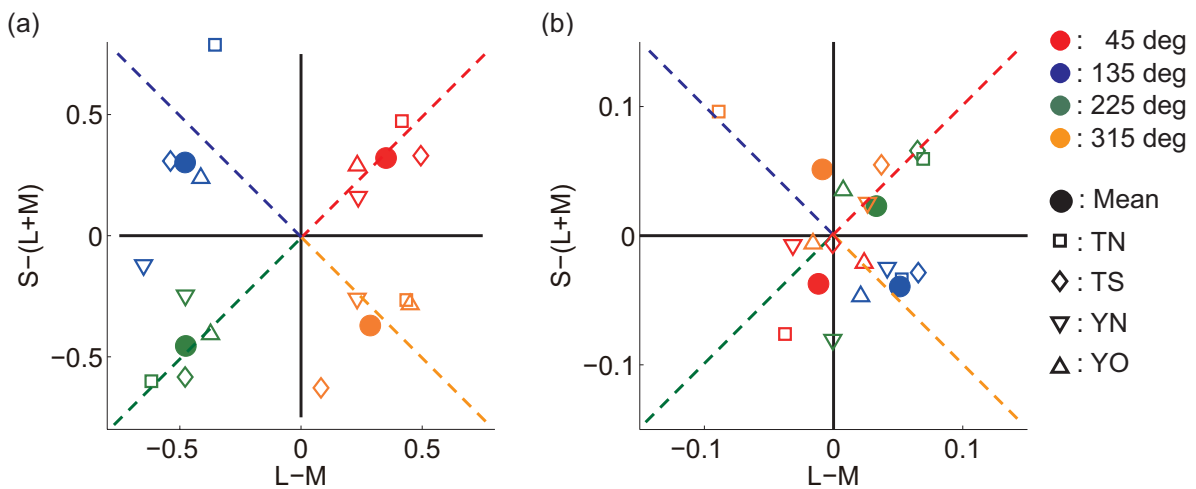 (a)
0.5
0
−0.5
S−(L+M)
−0.5 0 0.5
L−M
(b)
0.1
0
−0.1
S−(L+M)
−0.1 0 0.1
L−M
: 45 deg
: 135 deg
: 225 deg
: 315 deg
: Mean
: TN
: TS
: YN
: YO